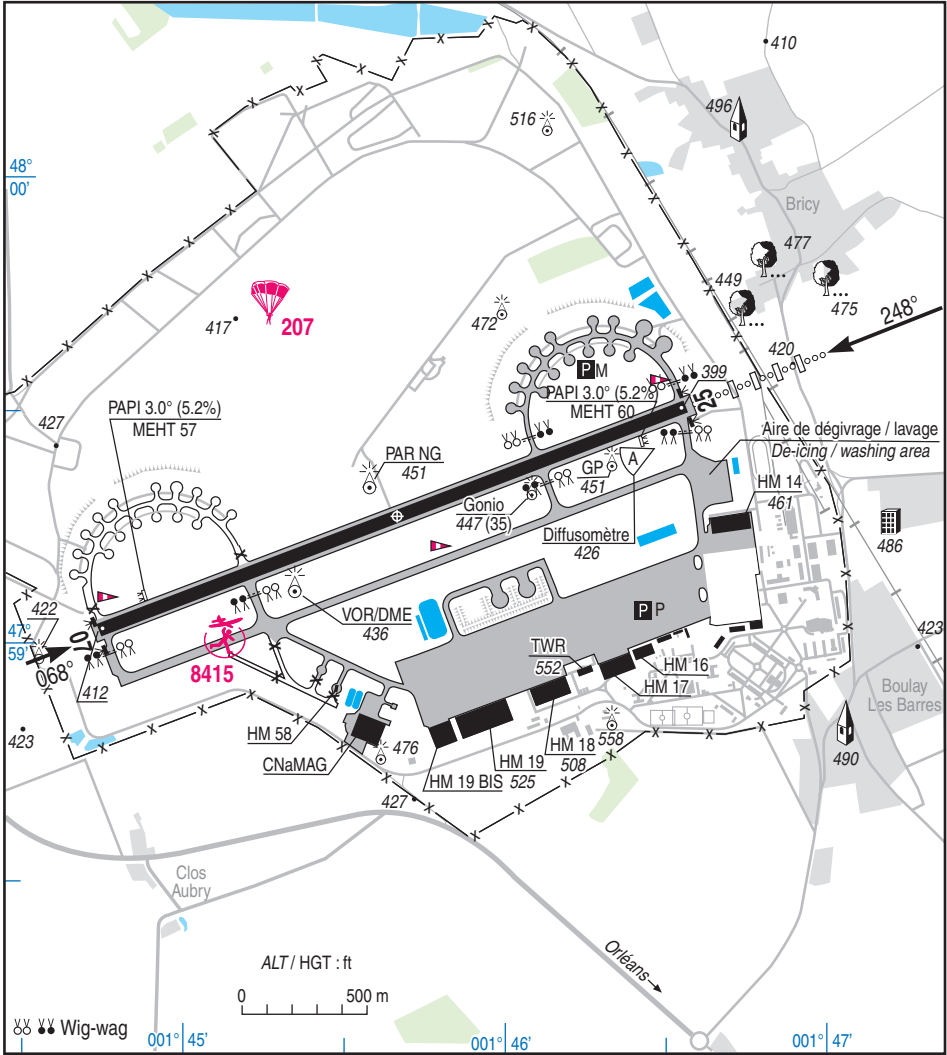 410
496
516
48°
00'
Bricy
477
449
475
248°
207
417
472
420
P M
399
PAPI 3.0° (5.2%)
MEHT 60
25
PAPI 3.0° (5.2%)
MEHT 57
427
Aire de dégivrage / lavage
De-icing / washing area
PAR NG
451
GP
451
A
HM 14
461
Gonio
447 (35)
Diffusomètre
426
486
422
VOR/DME
436
P P
47°
59'
07
068°
412
8415
TWR
552
HM 16
HM 17
423
Boulay
Les Barres
423
HM 58
CNaMAG
476
HM 18
508
558
HM 19
525
HM 19 BIS
490
427
Clos
Aubry
Orléans
ALT / HGT : ft
0 500 m
Wig-wag
001° 45'
001° 46'
001° 47'